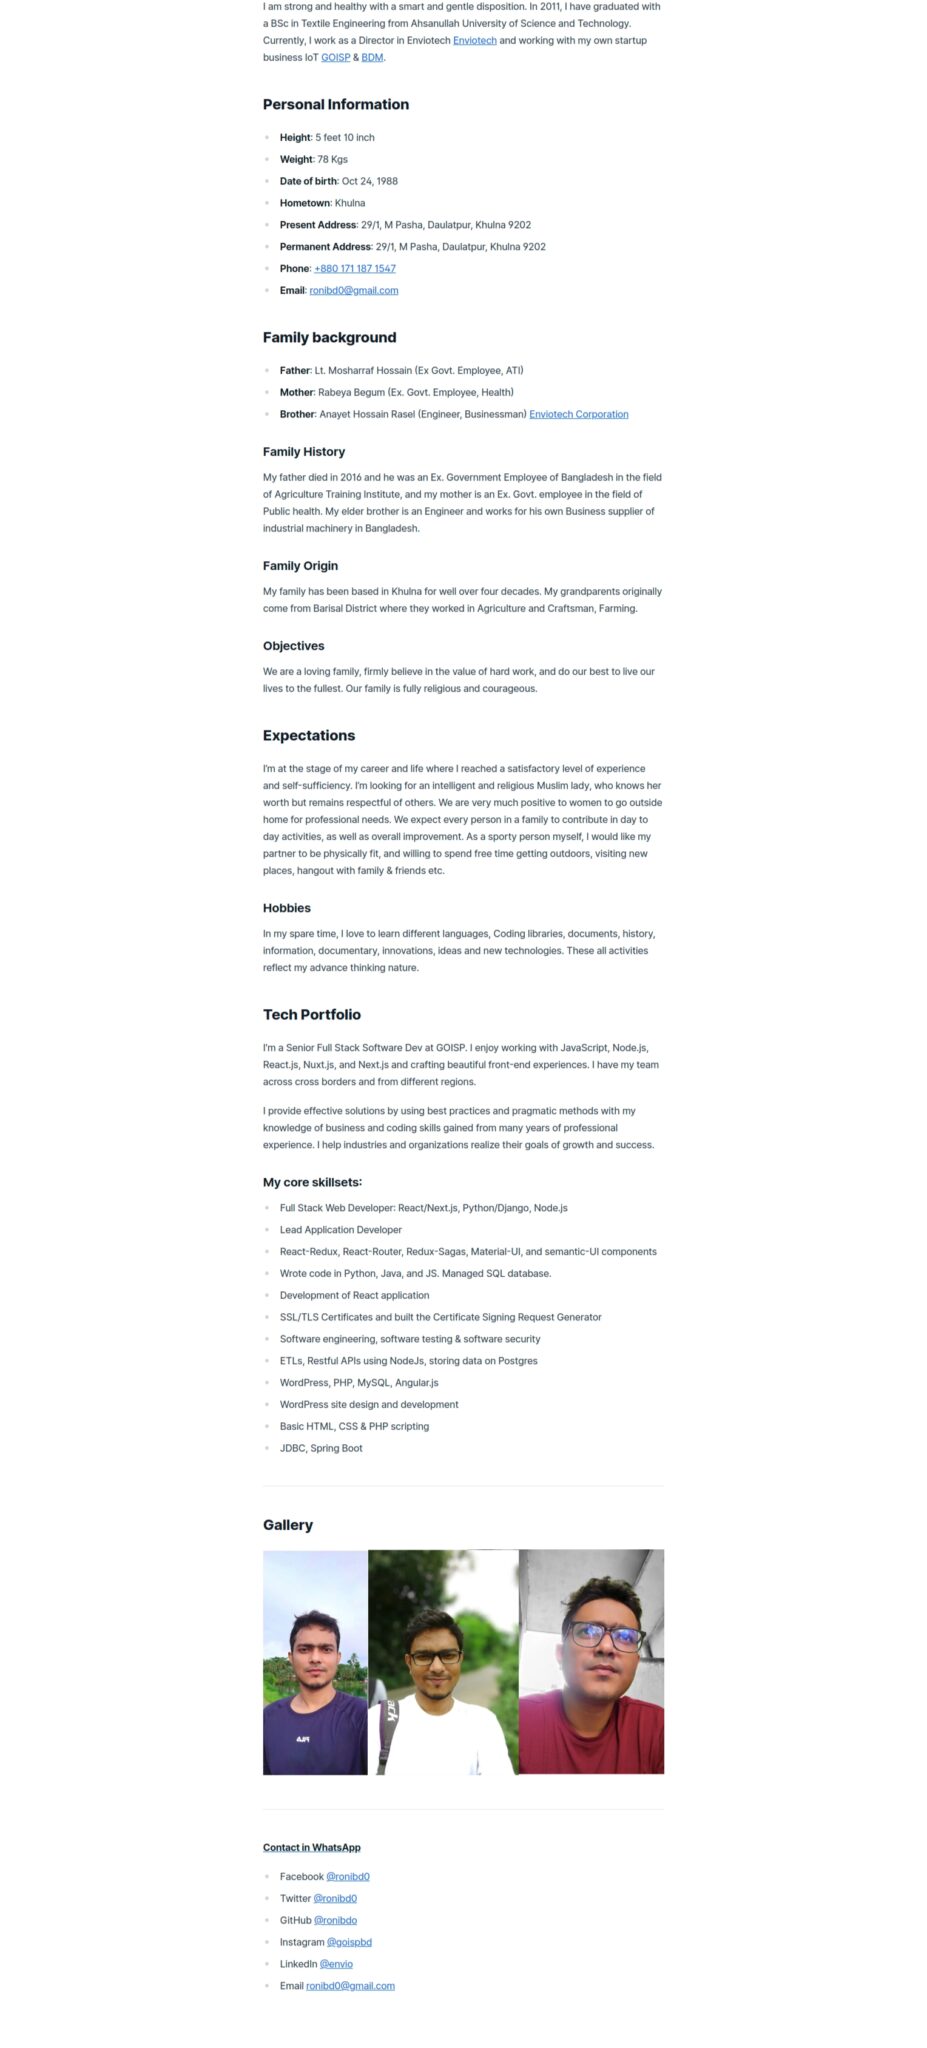 I am strong and healthy with a smart and gentle disposition. In 2011, I have graduated with
a BSc in Textile Engineering from Ahsanullah University of Science and Technology.
Currently, I work as a Director in Enviotech Enviotech and working with my own startup
business IoT GOISP & BDM.
Personal Information
Height: 5 feet 10 inch
Weight: 78 Kgs
Date of birth: Oct 24, 1988
Hometown: Khulna
Present Address: 29/1, M Pasha, Daulatpur, Khulna 9202
Permanent Address: 29/1, M Pasha, Daulatpur, Khulna 9202
Phone: +880 171 187 1547
Email: ronibd0@gmail.com
Family background
Father: Lt. Mosharraf Hossain (Ex Govt. Employee, ATI)
Mother: Rabeya Begum (Ex. Govt. Employee, Health)
Brother: Anayet Hossain Rasel (Engineer, Businessman) Enviotech Corporation
Family History
My father died in 2016 and he was an Ex. Government Employee of Bangladesh in the field
of Agriculture Training Institute, and my mother is an Ex. Govt. employee in the field of
Public health. My elder brother is an Engineer and works for his own Business supplier of
industrial machinery in Bangladesh.
Family Origin
My family has been based in Khulna for well over four decades. My grandparents originally
come from Barisal District where they worked in Agriculture and Craftsman, Farming.
Objectives
We are a loving family, firmly believe in the value of hard work, and do our best to live our
lives to the fullest. Our family is fully religious and courageous.
Expectations
I'm at the stage of my career and life where I reached a satisfactory level of experience
and self-sufficiency. I'm looking for an intelligent and religious Muslim lady, who knows her
worth but remains respectful of others. We are very much positive to women to go outside
home for professional needs. We expect every person in a family to contribute in day to
day activities, as well as overall improvement. As a sporty person myself, I would like my
partner to be physically fit, and willing to spend free time getting outdoors, visiting new
places, hangout with family & friends etc.
Hobbies
In my spare time, I love to learn different languages, Coding libraries, documents, history,
information, documentary, innovations, ideas and new technologies. These all activities
reflect my advance thinking nature.
Tech Portfolio
I'm a Senior Full Stack Software Dev at GOISP. I enjoy working with JavaScript, Node.js,
React.js, Nuxt.js, and Next.js and crafting beautiful front-end experiences. I have my team
across cross borders and from different regions.
I provide effective solutions by using best practices and pragmatic methods with my
knowledge of business and coding skills gained from many years of professional
experience. I help industries and organizations realize their goals of growth and success.
My core skillsets:
Full Stack Web Developer: React/Next.js, Python/Django, Node.js
Lead Application Developer
React-Redux, React-Router, Redux-Sagas, Material-UI, and semantic-UI components
Wrote code in Python, Java, and JS. Managed SQL database.
Development of React application
SSL/TLS Certificates and built the Certificate Signing Request Generator
Software engineering, software testing & software security
ETLs, Restful APIs using NodeJs, storing data on Postgres
WordPress, PHP, MySQL, Angular.js
WordPress site design and development
Basic HTML, CSS & PHP scripting
JDBC, Spring Boot
Gallery
Contact in WhatsApp
Facebook @ronibd0
Twitter @ronibd0
GitHub @ronibdo
Instagram @goispbd
LinkedIn @envio
Email ronibd0@gmail.com